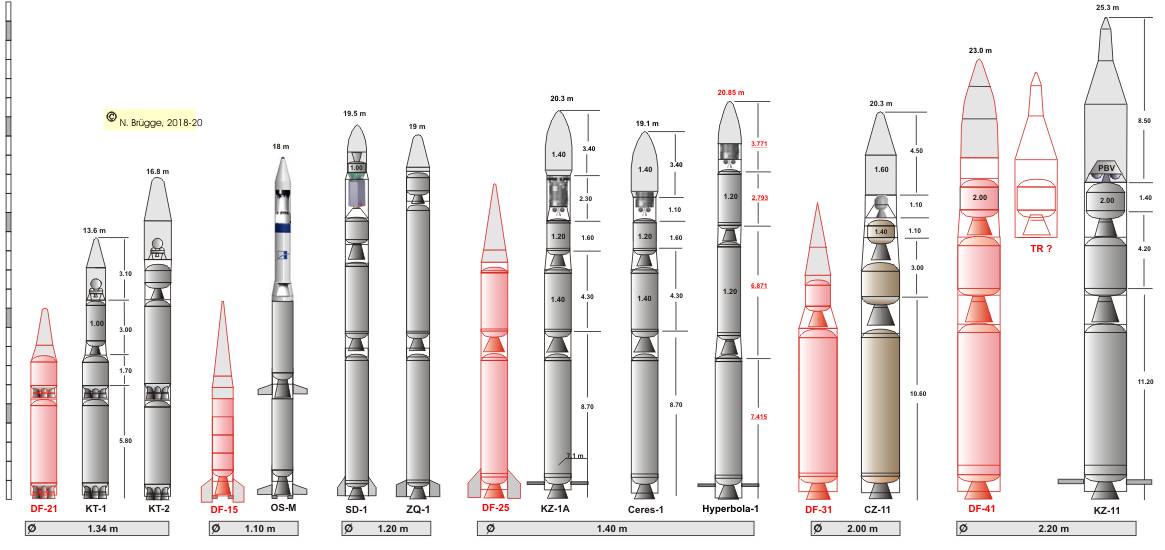 © N. Brügge, 2018-20
13.6 m
16.8 m
18 m
19.5 m
19 m
20.3 m
19.1 m
20.85 m
20.3 m
23.0 m
25.3 m
3.10
1.00
3.00
1.70
5.80
1.00
1.40
3.40
2.30
1.20
1.60
1.40
4.30
8.70
7.1 m
1.40
3.40
1.10
1.20
1.60
1.40
4.30
8.70
3.771
1.20
2.793
1.20
6.871
7.415
1.60
4.50
1.10
1.40
1.10
3.00
10.60
2.00
TR ?
8.50
PBV
2.00
1.40
4.20
11.20
DF-21
KT-1
KT-2
DF-15
OS-M
SD-1
ZQ-1
DF-25
KZ-1A
Ceres-1
Hyperbola-1
DF-31
CZ-11
DF-41
KZ-11
Ø 1.34 m
Ø 1.10 m
Ø 1.20 m
Ø 1.40 m
Ø 2.00 m
Ø 2.20 m